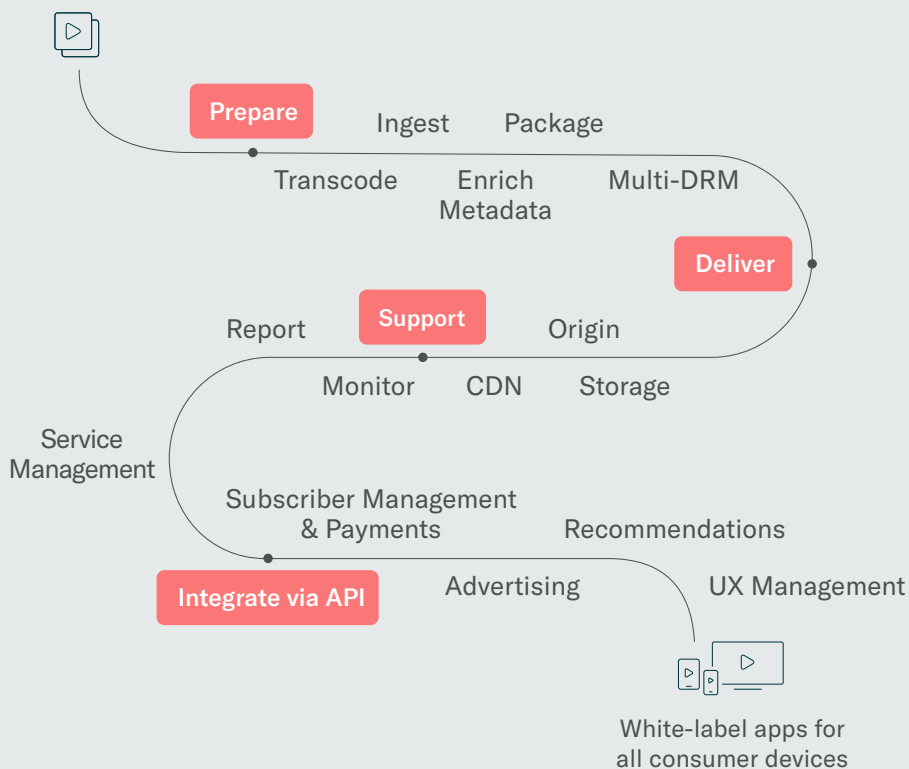 Prepare
Ingest
Package
Transcode
Enrich
Metadata
Multi-DRM
Deliver
Report
Support
Origin
Monitor
CDN
Storage
Service
Management
Subscriber Management
& Payments
Recommendations
Integrate via API
Advertising
UX Management
White-label apps for
all consumer devices